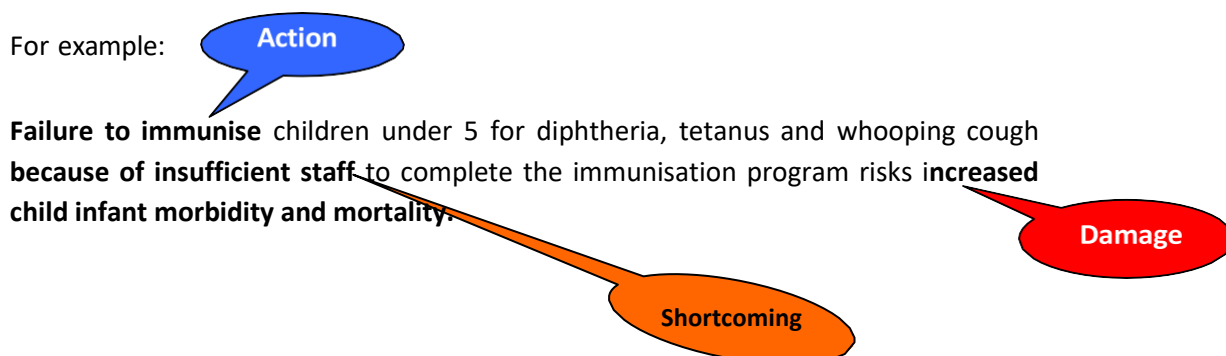 For example:
Action
Failure to immunise children under 5 for diphtheria, tetanus and whooping cough
because of insufficient staff to complete the immunisation program risks increased
child infant morbidity and mortality.
Damage
Shortcoming